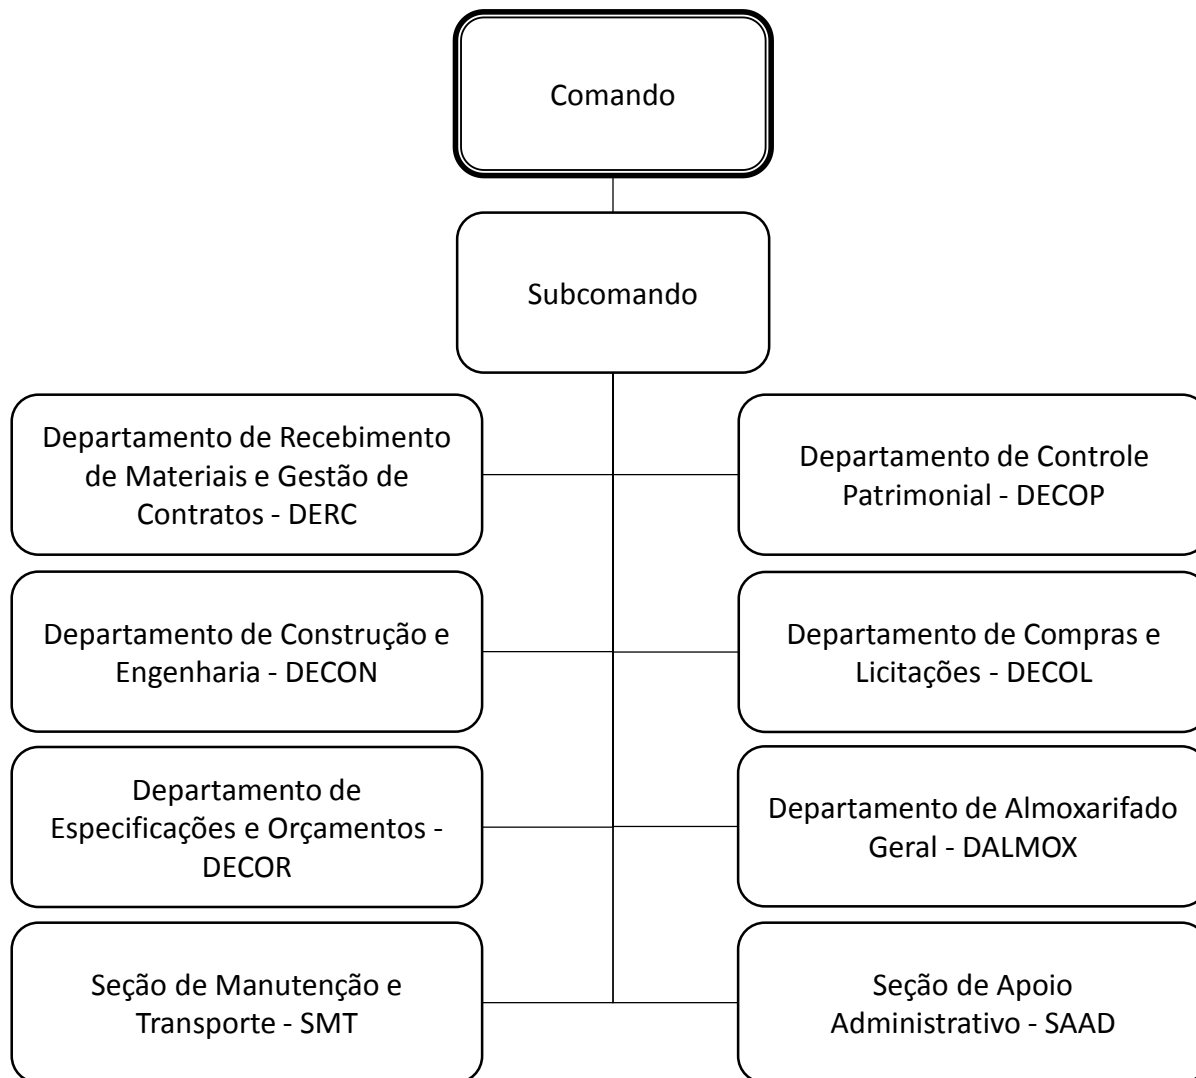 Comando
Subcomando
Departamento de Recebimento
de Materiais e Gestão de
Contratos - DERC
Departamento de Controle
Patrimonial - DECOP
Departamento de Construção e
Engenharia - DECON
Departamento de Compras e
Licitações - DECOL
Departamento de
Especificações e Orçamentos -
DECOR
Departamento de Almoxarifado
Geral - DALMOX
Seção de Manutenção e
Transporte - SMT
Seção de Apoio
Administrativo - SAAD